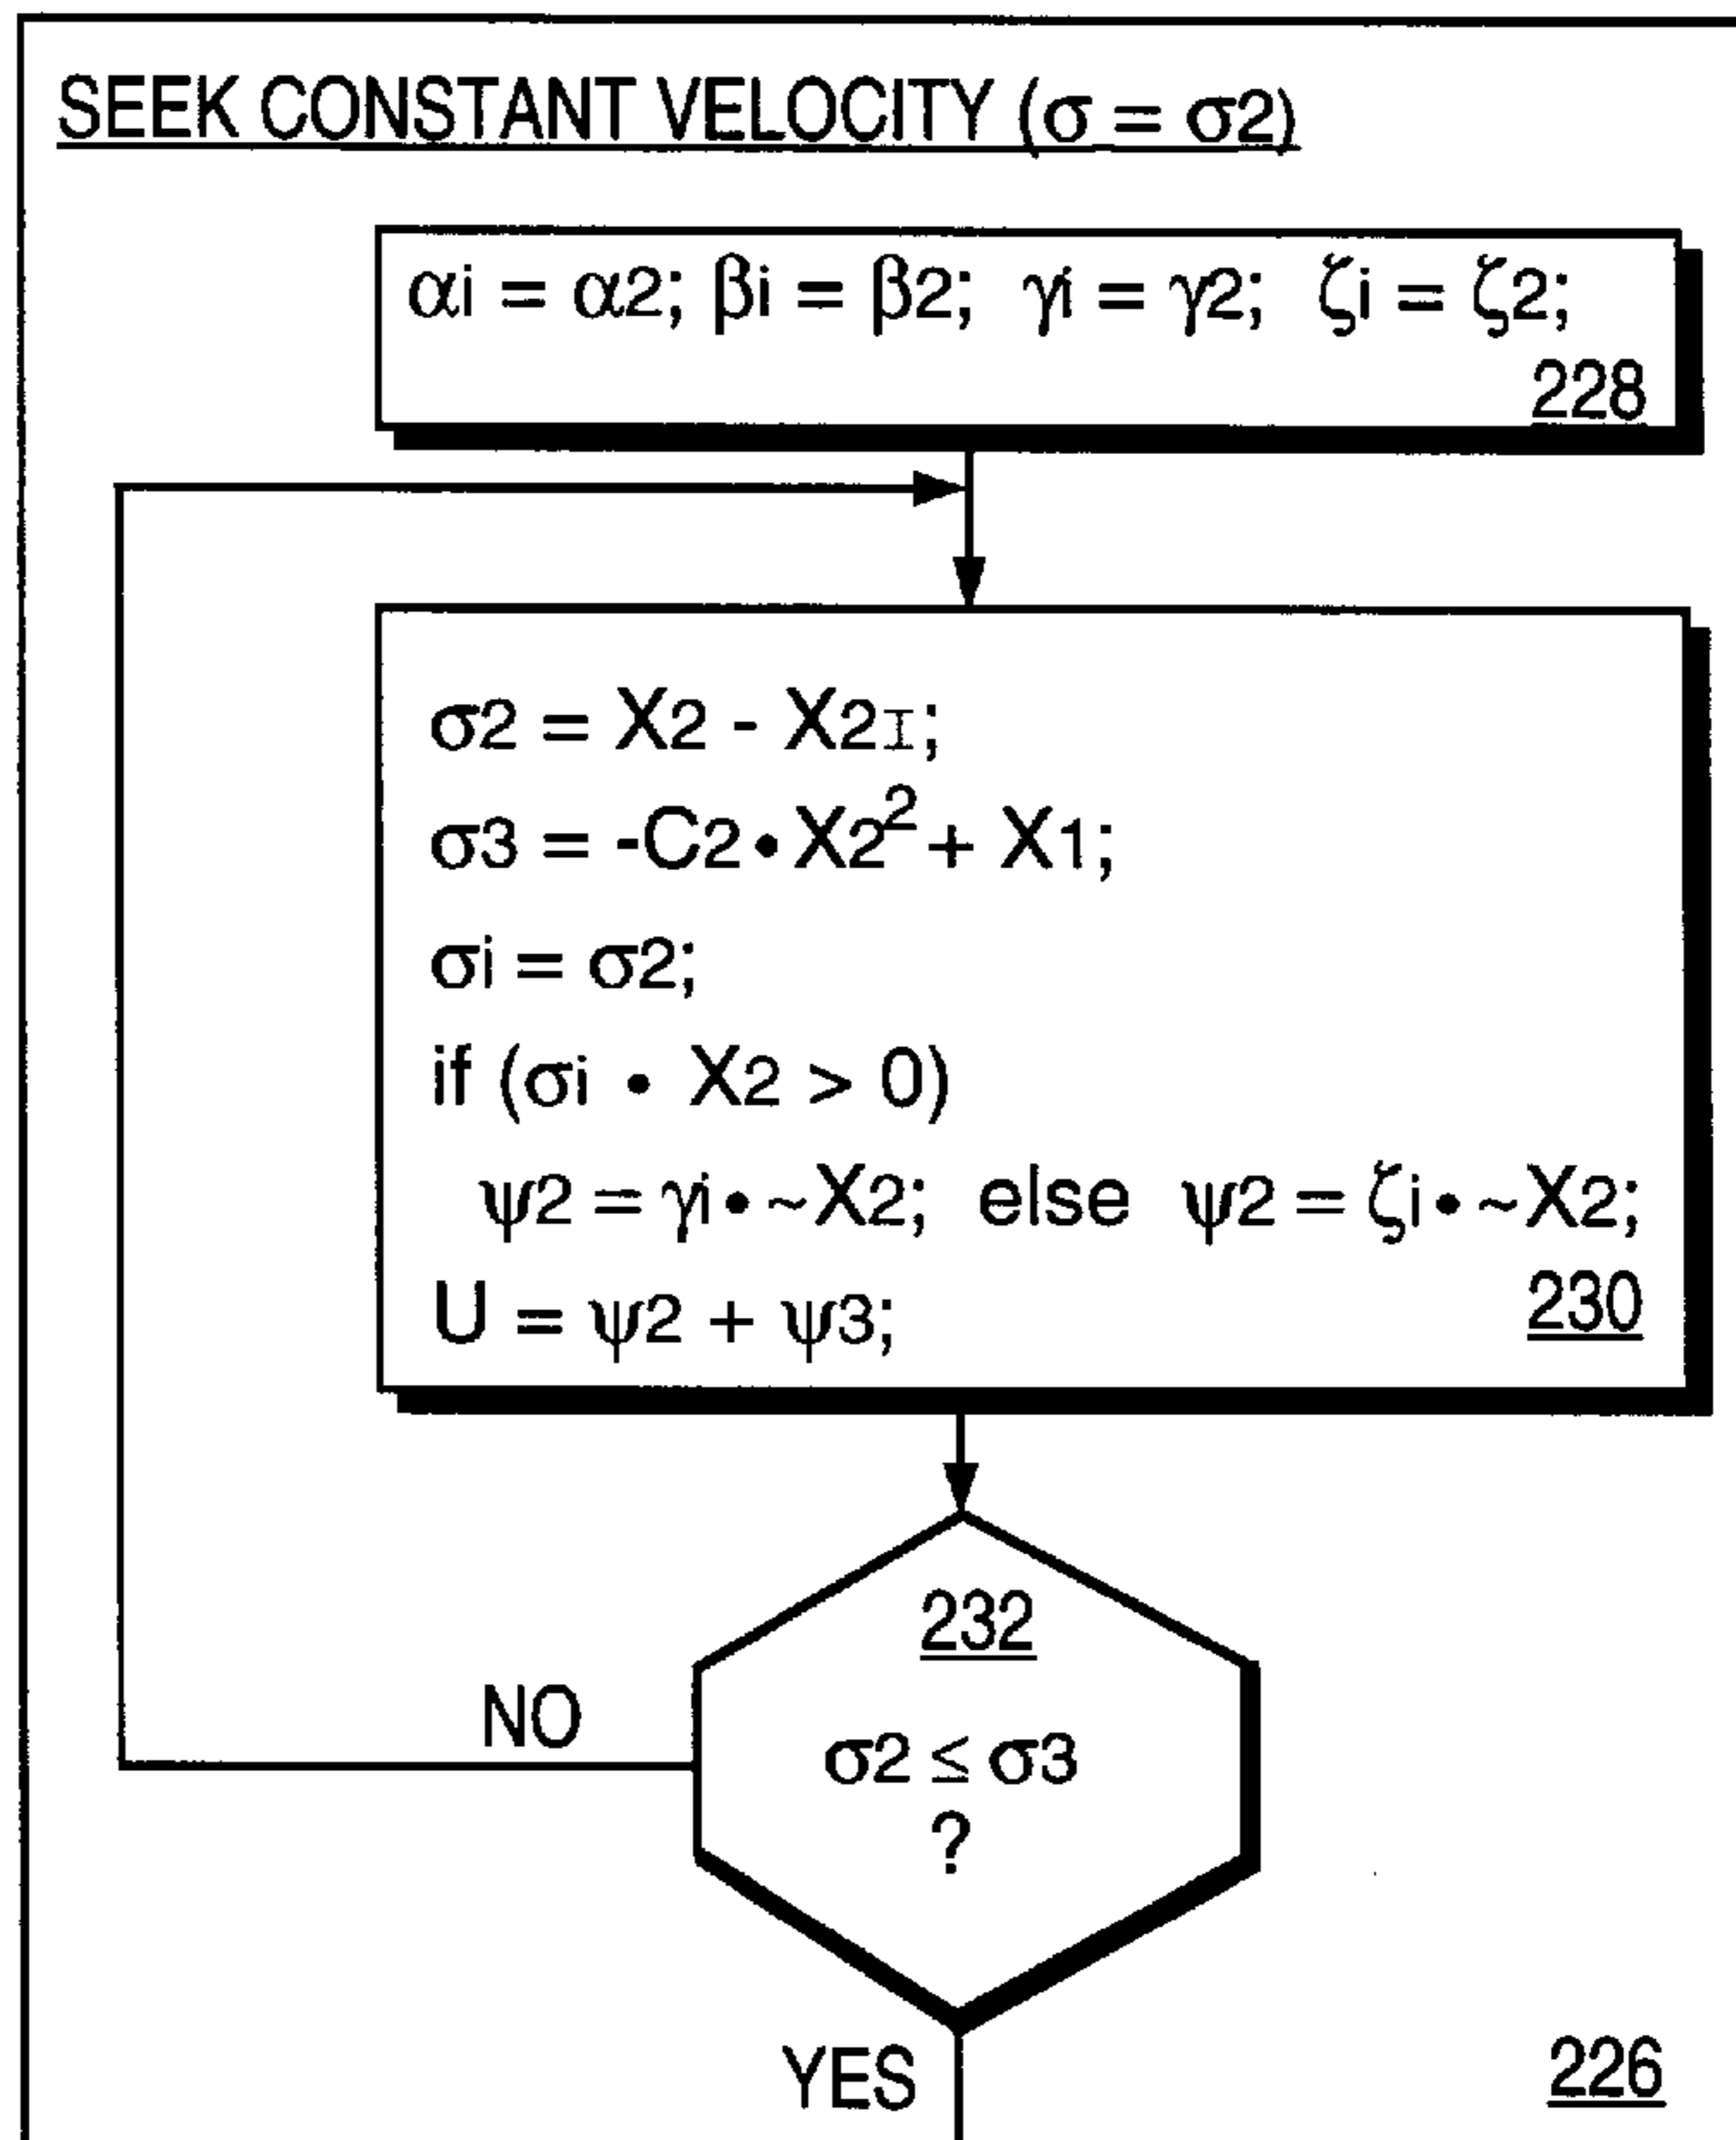 SEEK CONSTANT VELOCITY (σ = σ2)
αi = α2; βi = β2; γi = γ2; ζi = ζ2;
228
σ2 = X2 - X2I;
σ3 = -C2•X2² + X1;
σi = σ2;
if (σi • X2 > 0)
ψ2 = γi•~X2; else ψ2 = ζi•~X2;
U = ψ2 + ψ3;
230
232
NO
σ2 ≤ σ3
?
YES
226